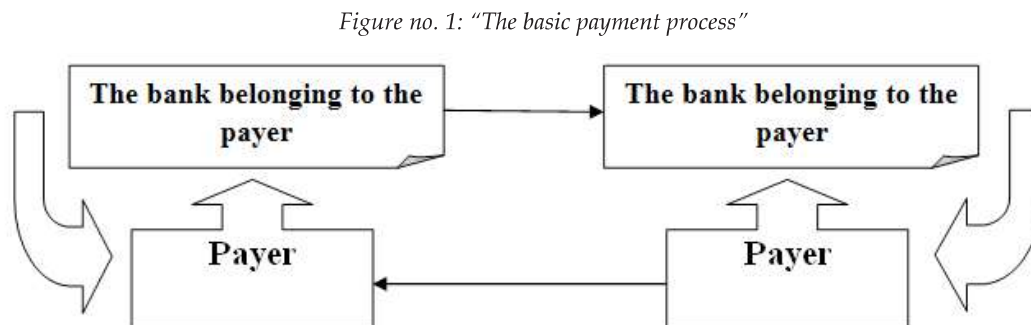 Figure no. 1: “The basic payment process”
The bank belonging to the
payer
The bank belonging to the
payer
Payer
Payer